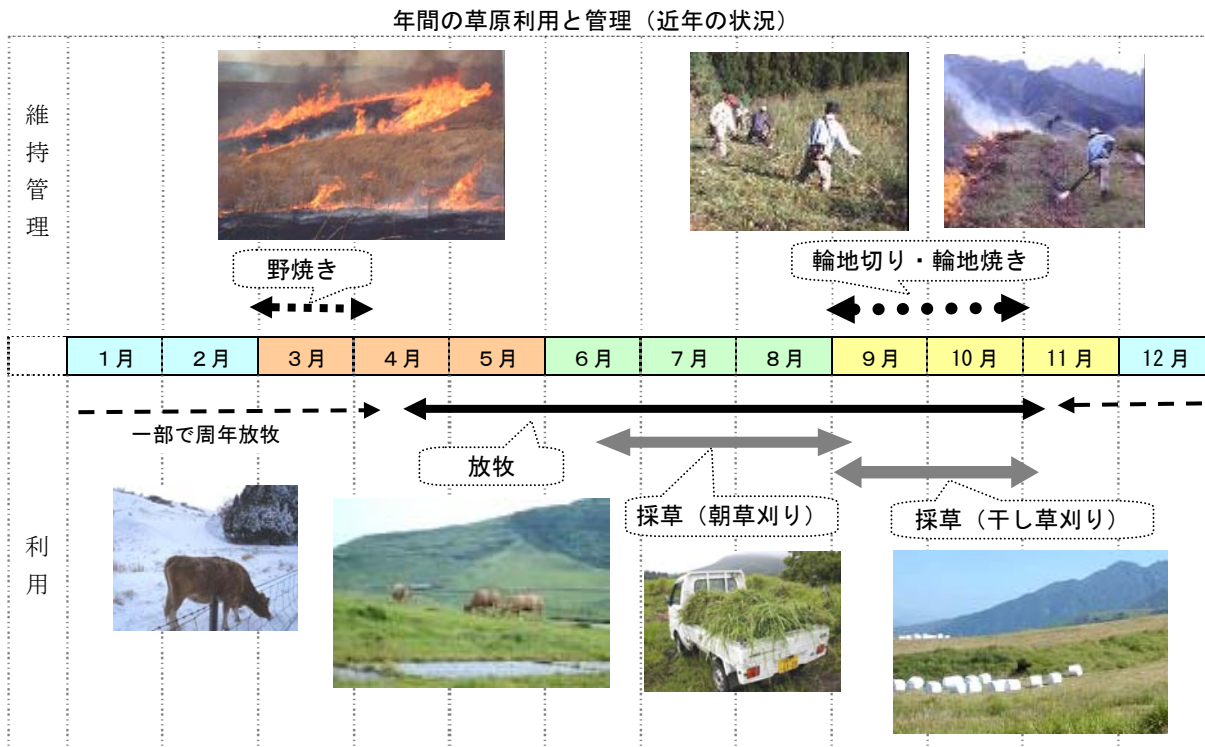 年間の草原利用と管理（近年の状況）
維持管理
野焼き
輪地切り・輪地焼き
1月 2月 3月 4月 5月 6月 7月 8月 9月 10月 11月 12月
一部で周年放牧
放牧
採草（朝草刈り）
採草（干し草刈り）
利用